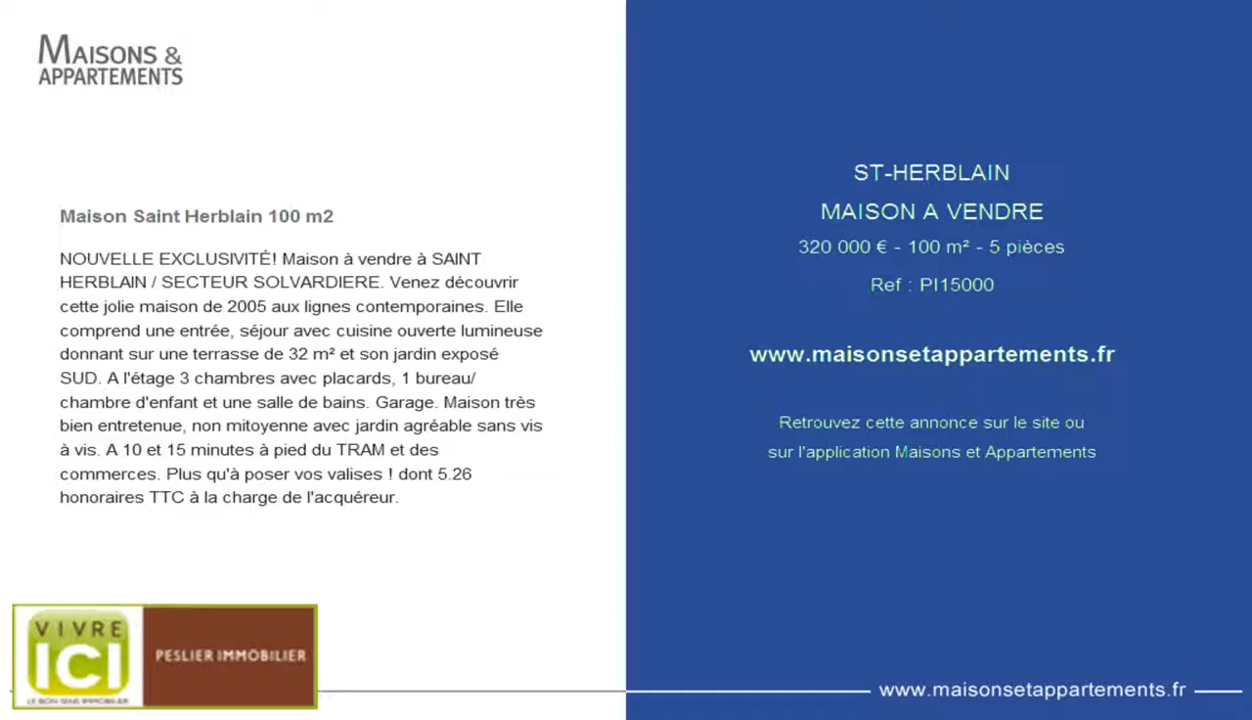 MAISONS &
APPARTEMENTS
Maison Saint Herblain 100 m2
NOUVELLE EXCLUSIVITÉ! Maison à vendre à SAINT
HERBLAIN / SECTEUR SOLVARDIERE. Venez découvrir
cette jolie maison de 2005 aux lignes contemporaines. Elle
comprend une entrée, séjour avec cuisine ouverte lumineuse
donnant sur une terrasse de 32 m² et son jardin exposé
SUD. A l'étage 3 chambres avec placards, 1 bureau/
chambre d'enfant et une salle de bains. Garage. Maison très
bien entretenue, non mitoyenne avec jardin agréable sans vis
à vis. A 10 et 15 minutes à pied du TRAM et des
commerces. Plus qu'à poser vos valises ! dont 5.26
honoraires TTC à la charge de l'acquéreur.
VIVRE
ICI
LE BON SENS IMMOBILIER
PESLIER IMMOBILIER
ST-HERBLAIN
MAISON A VENDRE
320 000 € - 100 m² - 5 pièces
Ref : PI15000
www.maisonsetappartements.fr
Retrouvez cette annonce sur le site ou
sur l'application Maisons et Appartements
www.maisonsetappartements.fr